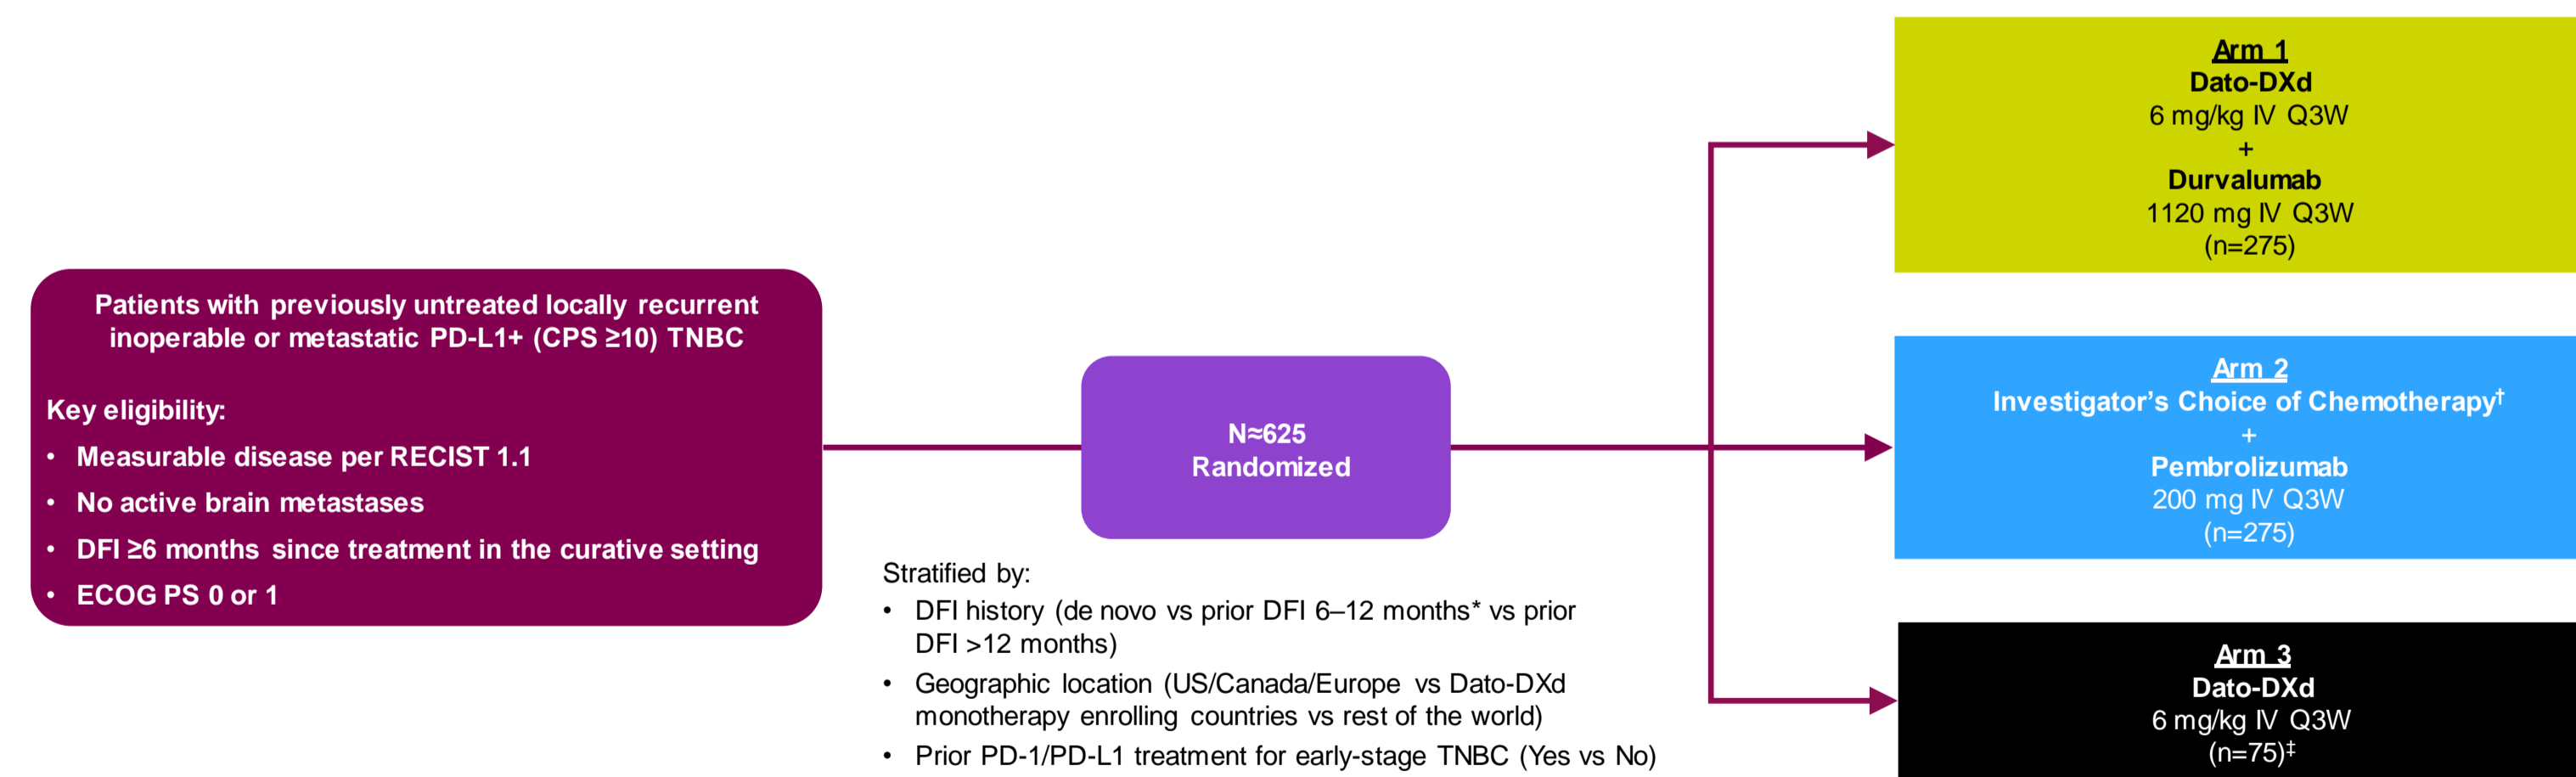 Patients with previously untreated locally recurrent
inoperable or metastatic PD-L1+ (CPS ≥10) TNBC
Key eligibility:
• Measurable disease per RECIST 1.1
• No active brain metastases
• DFI ≥6 months since treatment in the curative setting
• ECOG PS 0 or 1
N≈625
Randomized
Stratified by:
• DFI history (de novo vs prior DFI 6–12 months* vs prior
DFI >12 months)
• Geographic location (US/Canada/Europe vs Dato-DXd
monotherapy enrolling countries vs rest of the world)
• Prior PD-1/PD-L1 treatment for early-stage TNBC (Yes vs No)
Arm 1
Dato-DXd
6 mg/kg IV Q3W
+
Durvalumab
1120 mg IV Q3W
(n=275)
Arm 2
Investigator’s Choice of Chemotherapy†
+
Pembrolizumab
200 mg IV Q3W
(n=275)
Arm 3
Dato-DXd
6 mg/kg IV Q3W
(n=75)‡